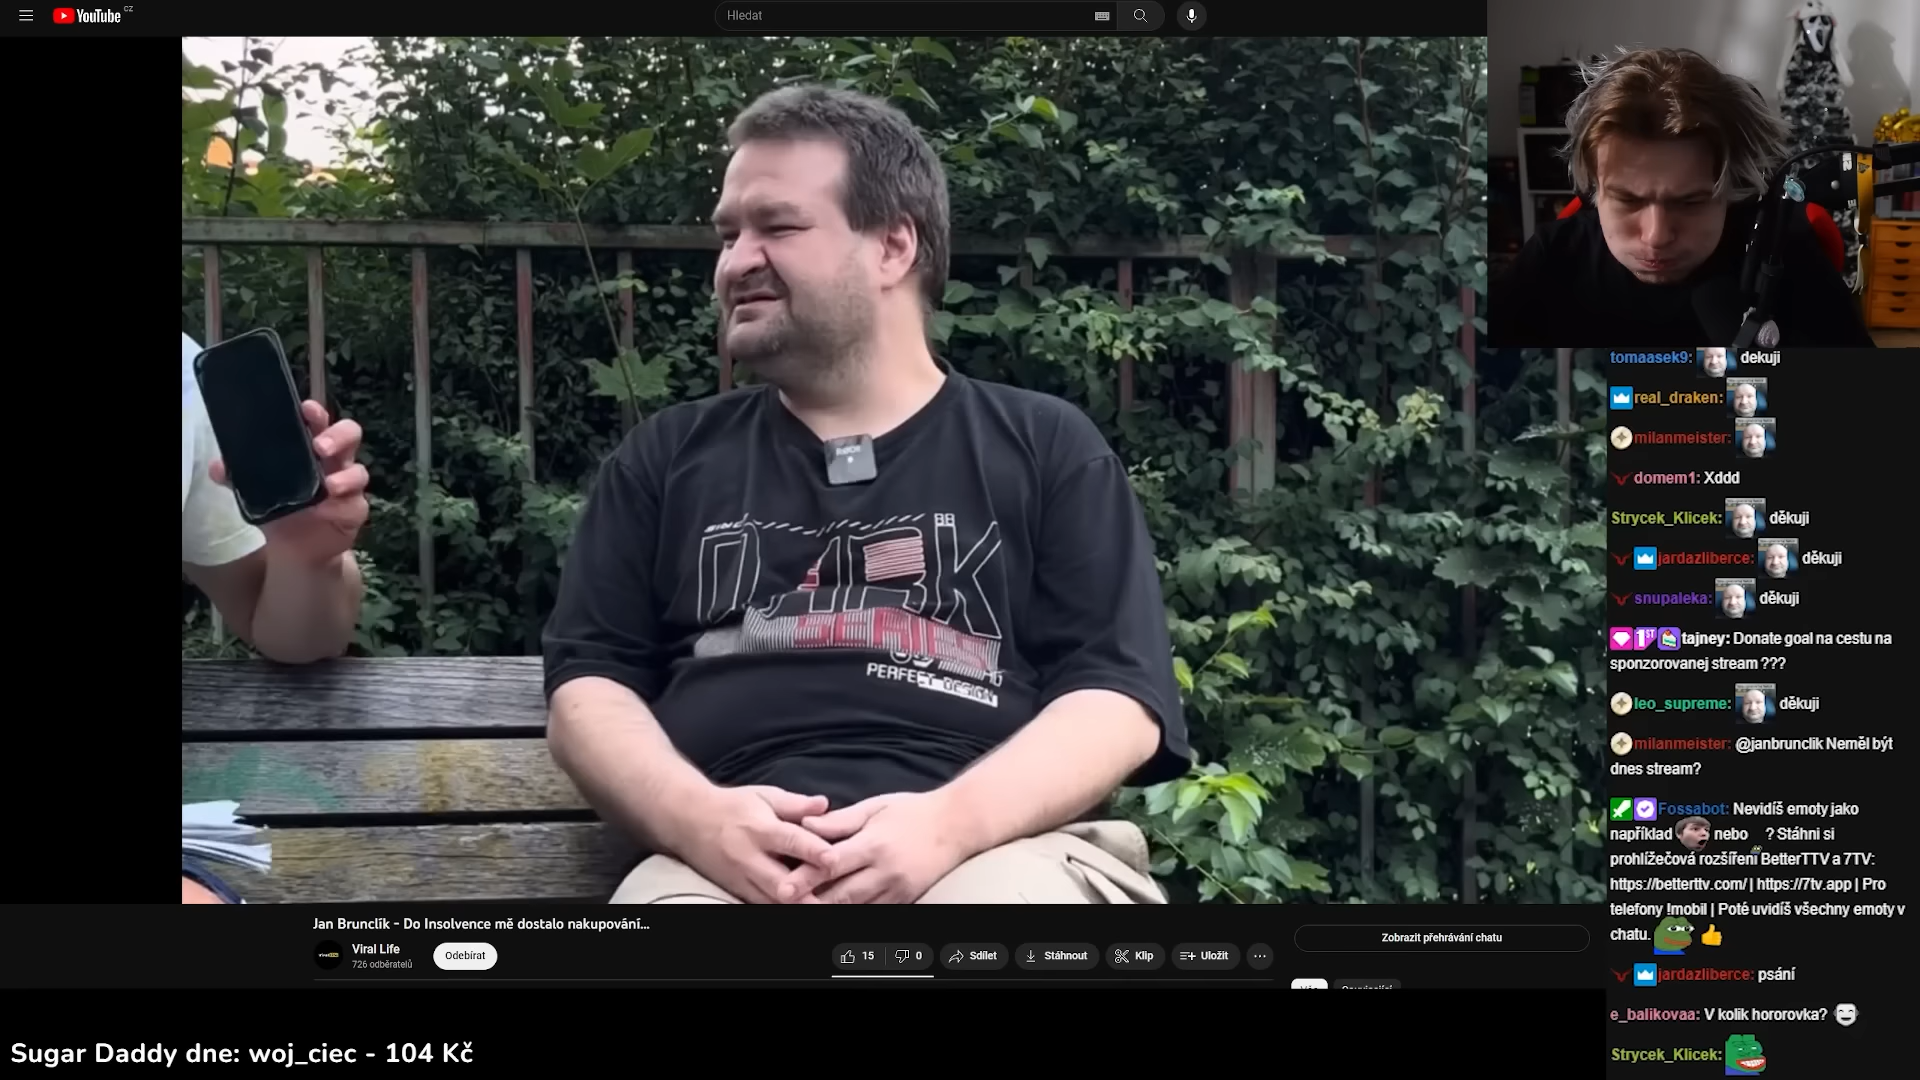 YouTube CZ
Hledat
RØDE
DARK
SERIES
PERFECT DESIGN
Jan Brunclík - Do Insolvence mě dostalo nakupování...
Viral Life
726 odběratelů
Odebírat
15
0
Sdílet
Stáhnout
Klip
Uložit
Zobrazit přehrávání chatu
Sugar Daddy dne: woj_ciec - 104 Kč
tomaasek9: dekuji
real_draken:
milanmeister:
domem1: Xddd
Strycek_Klicek: děkuji
jardazliberce: děkuji
snupaleka: děkuji
1ST tajney: Donate goal na cestu na
sponzorovanej stream ???
leo_supreme: děkuji
milanmeister: @janbrunclik Neměl být
dnes stream?
Fossabot: Nevidíš emoty jako
například nebo ? Stáhni si
prohlížečová rozšíření BetterTTV a 7TV:
https://betterttv.com/ | https://7tv.app | Pro
telefony !mobil | Poté uvidíš všechny emoty v
chatu.
jardazliberce: psání
e_balikovaa: V kolik hororovka?
Strycek_Klicek: